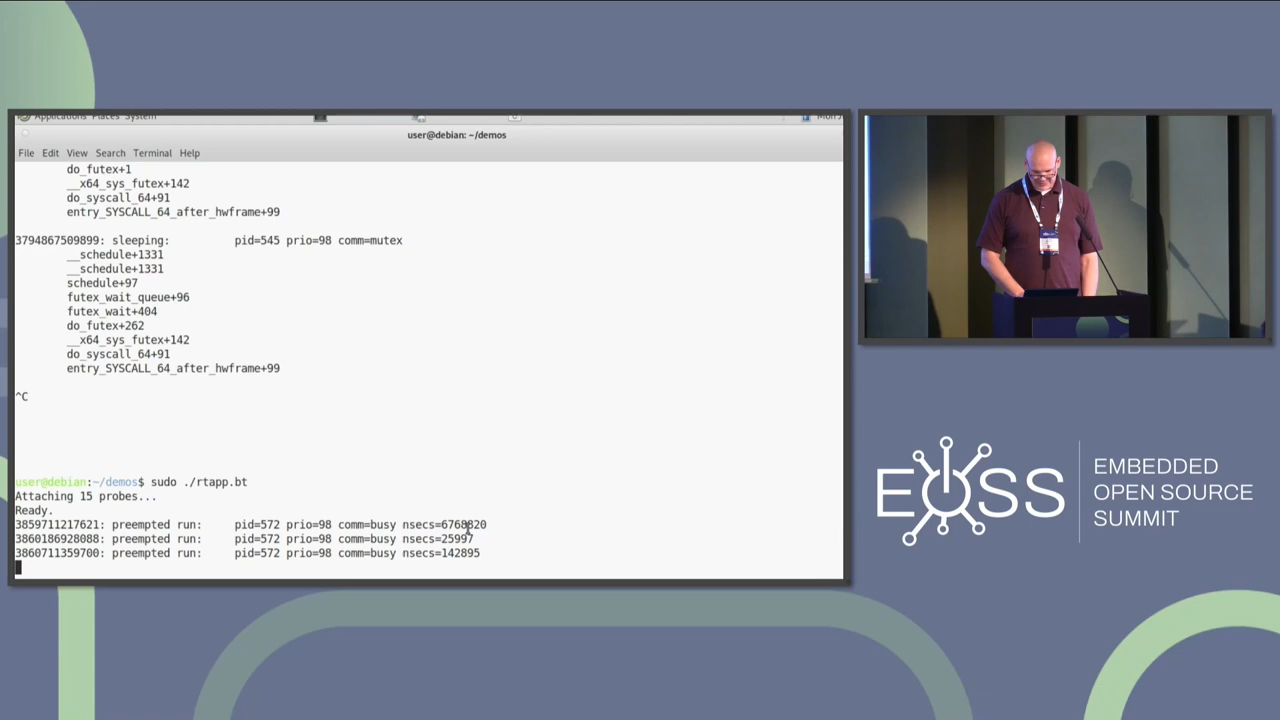 Applications Places System
Mon
user@debian: ~/demos
File Edit View Search Terminal Help
do_futex+1
__x64_sys_futex+142
do_syscall_64+91
entry_SYSCALL_64_after_hwframe+99
3794867509899: sleeping: pid=545 prio=98 comm=mutex
__schedule+1331
__schedule+1331
schedule+97
futex_wait_queue+96
futex_wait+404
do_futex+262
__x64_sys_futex+142
do_syscall_64+91
entry_SYSCALL_64_after_hwframe+99
^C
user@debian:~/demos$ sudo ./rtapp.bt
Attaching 15 probes...
Ready.
3859711217621: preempted run: pid=572 prio=98 comm=busy nsecs=6768820
3860186928088: preempted run: pid=572 prio=98 comm=busy nsecs=25997
3860711359700: preempted run: pid=572 prio=98 comm=busy nsecs=142895
EOSS
EMBEDDED
OPEN SOURCE
SUMMIT